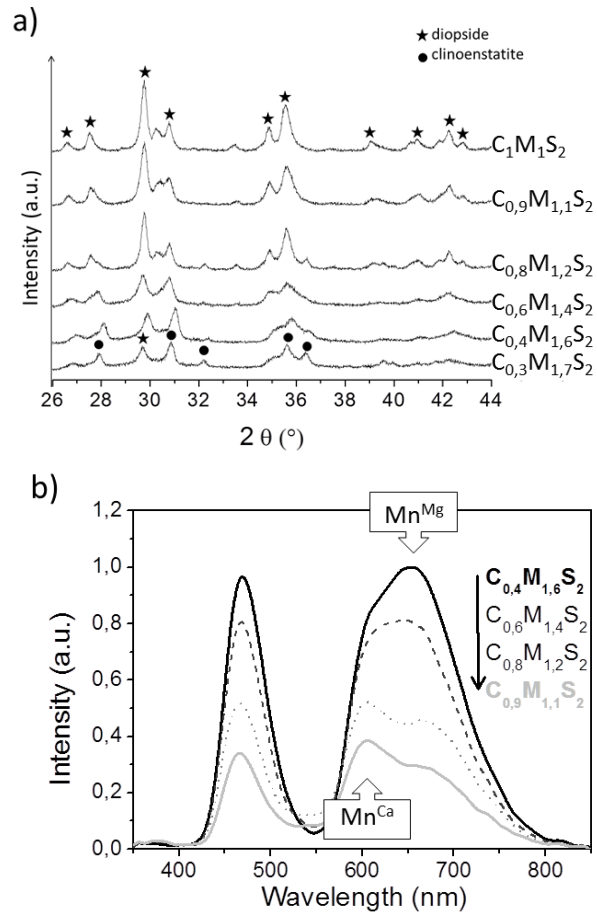 a)
★ diopside
● clinoenstatite
Intensity (a.u.)
C1M1S2
C0,9M1,1S2
C0,8M1,2S2
C0,6M1,4S2
C0,4M1,6S2
C0,3M1,7S2
26 28 30 32 34 36 38 40 42 44
2 θ (°)
b)
MnMg
C0,4M1,6S2
C0,6M1,4S2
C0,8M1,2S2
C0,9M1,1S2
MnCa
Intensity (a.u.)
1,2
1,0
0,8
0,6
0,4
0,2
0,0
400 500 600 700 800
Wavelength (nm)